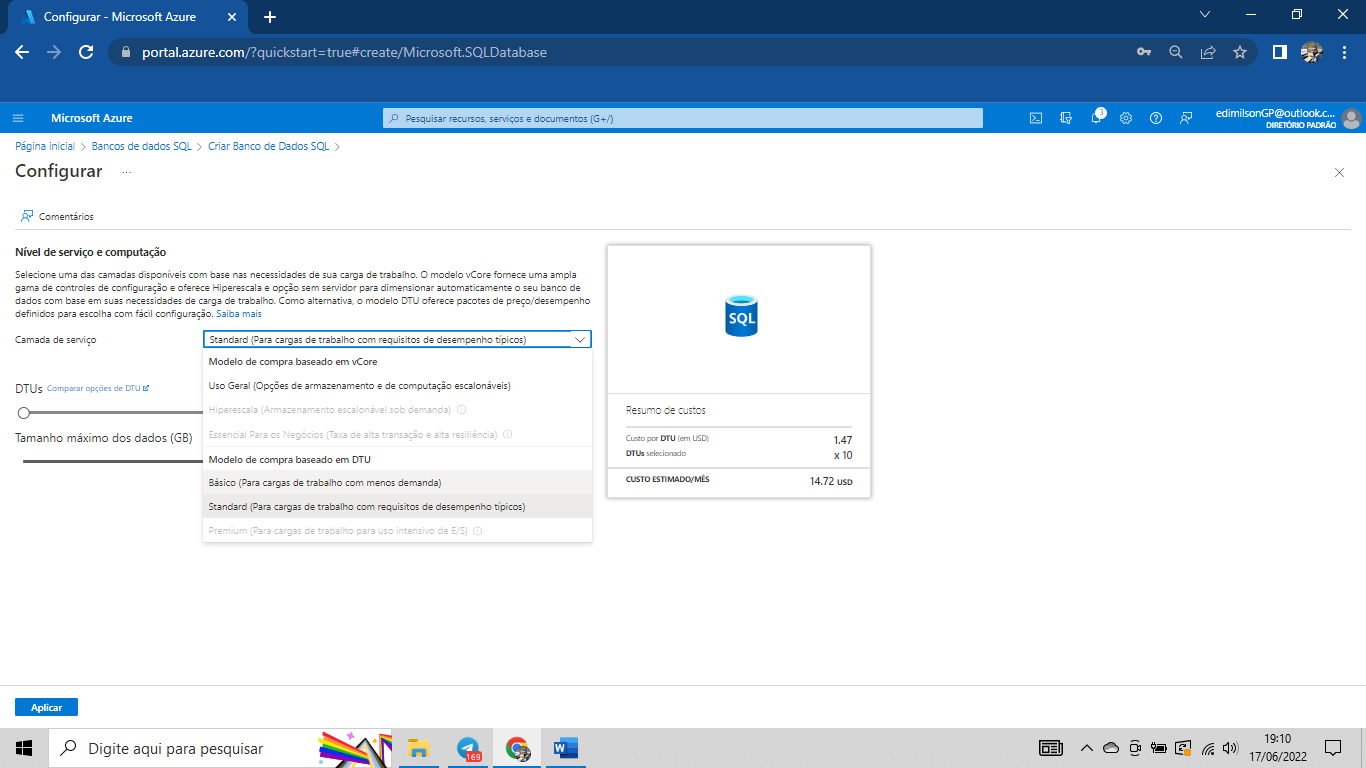 Configurar - Microsoft Azure
portal.azure.com/?quickstart=true#create/Microsoft.SQLDatabase
Microsoft Azure
Pesquisar recursos, serviços e documentos (G+/)
3
edimilsonGP@outlook.c...
DIRETÓRIO PADRÃO
Página inicial > Bancos de dados SQL > Criar Banco de Dados SQL >
Configurar ...
Comentários
Nível de serviço e computação
Selecione uma das camadas disponíveis com base nas necessidades de sua carga de trabalho. O modelo vCore fornece uma ampla
gama de controles de configuração e oferece Hiperescala e opção sem servidor para dimensionar automaticamente o seu banco de
dados com base em suas necessidades de carga de trabalho. Como alternativa, o modelo DTU oferece pacotes de preço/desempenho
definidos para escolha com fácil configuração. Saiba mais
Camada de serviço
Standard (Para cargas de trabalho com requisitos de desempenho típicos)
Modelo de compra baseado em vCore
Uso Geral (Opções de armazenamento e de computação escalonáveis)
Hiperescala (Armazenamento escalonável sob demanda)
Essencial Para os Negócios (Taxa de alta transação e alta resiliência)
Modelo de compra baseado em DTU
Básico (Para cargas de trabalho com menos demanda)
Standard (Para cargas de trabalho com requisitos de desempenho típicos)
Premium (Para cargas de trabalho para uso intensivo de E/S)
DTUs Comparar opções de DTU
Tamanho máximo dos dados (GB)
SQL
Resumo de custos
Custo por DTU (em USD) 1.47
DTUs selecionado x 10
CUSTO ESTIMADO/MÊS 14.72 USD
Aplicar
Digite aqui para pesquisar
169
W
19:10
17/06/2022